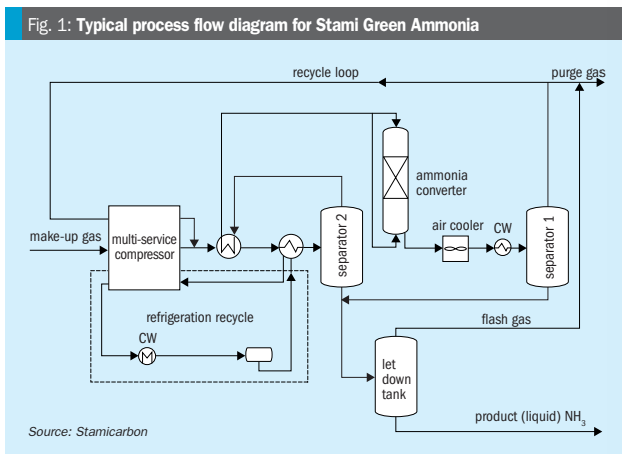 Fig. 1: Typical process flow diagram for Stami Green Ammonia
recycle loop
purge gas
ammonia
converter
make-up gas
multi-service
compressor
separator 2
air cooler
CW
separator 1
refrigeration recycle
CW
flash gas
let
down
tank
product (liquid) NH₃
Source: Stamicarbon